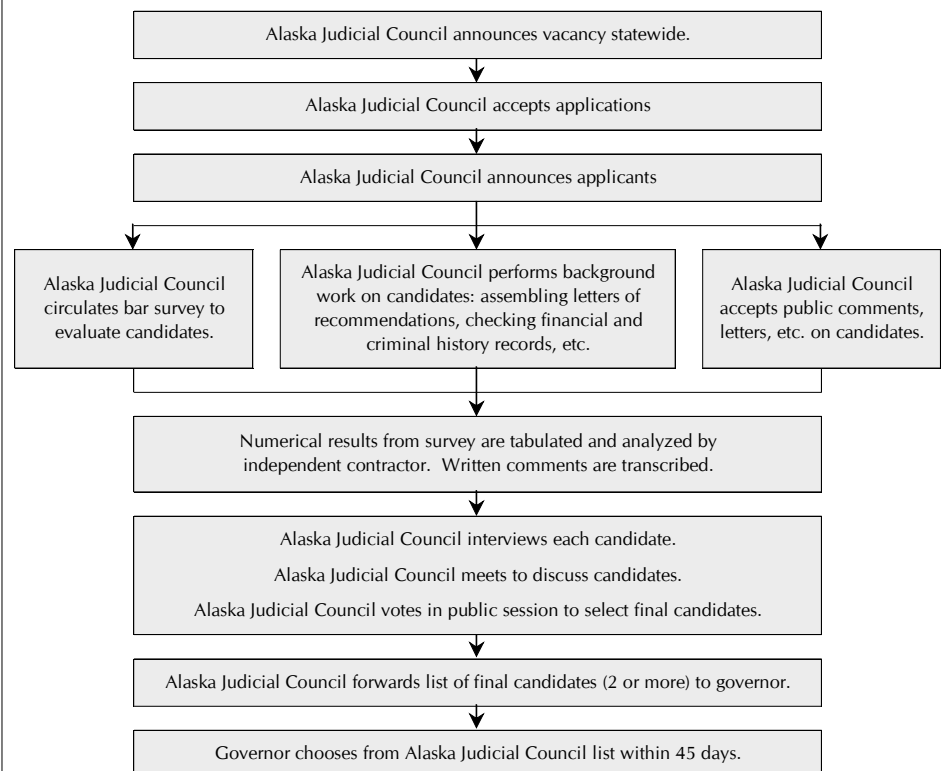 Alaska Judicial Council announces vacancy statewide.
Alaska Judicial Council accepts applications
Alaska Judicial Council announces applicants
Alaska Judicial Council
circulates bar survey to
evaluate candidates.
Alaska Judicial Council performs background
work on candidates: assembling letters of
recommendations, checking financial and
criminal history records, etc.
Alaska Judicial Council
accepts public comments,
letters, etc. on candidates.
Numerical results from survey are tabulated and analyzed by
independent contractor. Written comments are transcribed.
Alaska Judicial Council interviews each candidate.
Alaska Judicial Council meets to discuss candidates.
Alaska Judicial Council votes in public session to select final candidates.
Alaska Judicial Council forwards list of final candidates (2 or more) to governor.
Governor chooses from Alaska Judicial Council list within 45 days.